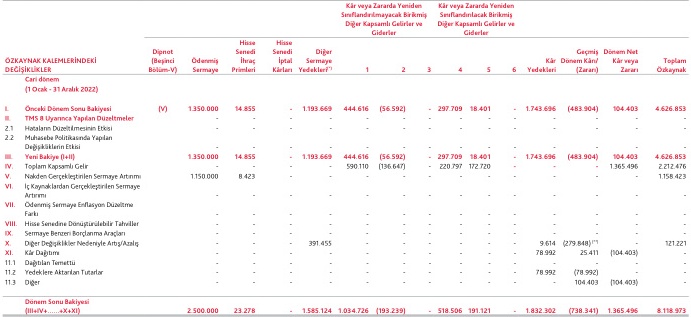 Kâr veya Zararda Yeniden Sınıflandırılmayacak Birikmiş Diğer Kapsamlı Gelirler ve Giderler
Kâr veya Zararda Yeniden Sınıflandırılacak Birikmiş Diğer Kapsamlı Gelirler ve Giderler
ÖZKAYNAK KALEMLERİNDEKİ DEĞİŞİKLİKLER Dipnot (Beşinci Bölüm-V) Ödenmiş Sermaye Hisse Senedi İhraç Primleri Hisse Senedi İptal Kârları Diğer Sermaye Yedekleri(*) 1 2 3 4 5 6 Kâr Yedekleri Geçmiş Dönem Kârı/ (Zararı) Dönem Net Kâr veya Zararı Toplam Özkaynak
Cari dönem
(1 Ocak - 31 Aralık 2022)
I. Önceki Dönem Sonu Bakiyesi (V) 1.350.000 14.855 - 1.193.669 444.616 (56.592) - 297.709 18.401 - 1.743.696 (483.904) 104.403 4.626.853
II. TMS 8 Uyarınca Yapılan Düzeltmeler - - - - - - - - - - - - - -
2.1 Hataların Düzeltilmesinin Etkisi - - - - - - - - - - - - - -
2.2 Muhasebe Politikasında Yapılan
Değişikliklerin Etkisi - - - - - - - - - - - - - -
III. Yeni Bakiye (I+II) 1.350.000 14.855 - 1.193.669 444.616 (56.592) - 297.709 18.401 - 1.743.696 (483.904) 104.403 4.626.853
IV. Toplam Kapsamlı Gelir - - - - 590.110 (136.647) - 220.797 172.720 - - - 1.365.496 2.212.476
V. Nakden Gerçekleştirilen Sermaye Artırımı 1.150.000 8.423 - - - - - - - - - - - 1.158.423
VI. İç Kaynaklardan Gerçekleştirilen Sermaye
Artırımı - - - - - - - - - - - - - -
VII. Ödenmiş Sermaye Enflasyon Düzeltme
Farkı - - - - - - - - - - - - - -
VIII. Hisse Senedine Dönüştürülebilir Tahviller - - - - - - - - - - - - - -
IX. Sermaye Benzeri Borçlanma Araçları - - - - - - - - - - - - - -
X. Diğer Değişiklikler Nedeniyle Artış/Azalış - - - 391.455 - - - - - - 9.614 (279.848)(**) - 121.221
XI. Kâr Dağıtımı - - - - - - - - - - 78.992 25.411 (104.403) -
11.1 Dağıtılan Temettü - - - - - - - - - - - - - -
11.2 Yedeklere Aktarılan Tutarlar - - - - - - - - - - 78.992 (78.992) - -
11.3 Diğer - - - - - - - - - - - 104.403 (104.403) -
Dönem Sonu Bakiyesi
(III+IV+......+X+XI) 2.500.000 23.278 - 1.585.124 1.034.726 (193.239) - 518.506 191.121 - 1.832.302 (738.341) 1.365.496 8.118.973